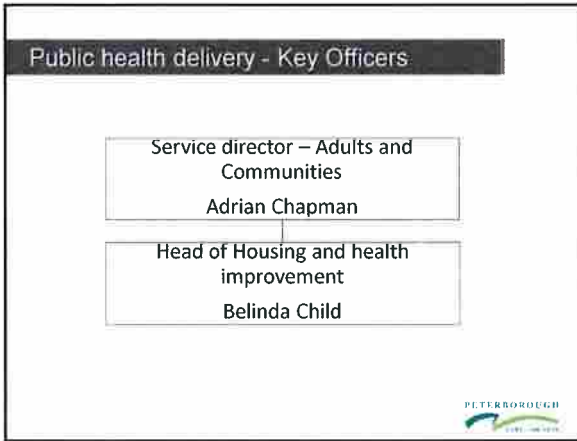 Public health delivery - Key Officers
Service director – Adults and
Communities
Adrian Chapman
Head of Housing and health
improvement
Belinda Child
PETERBOROUGH